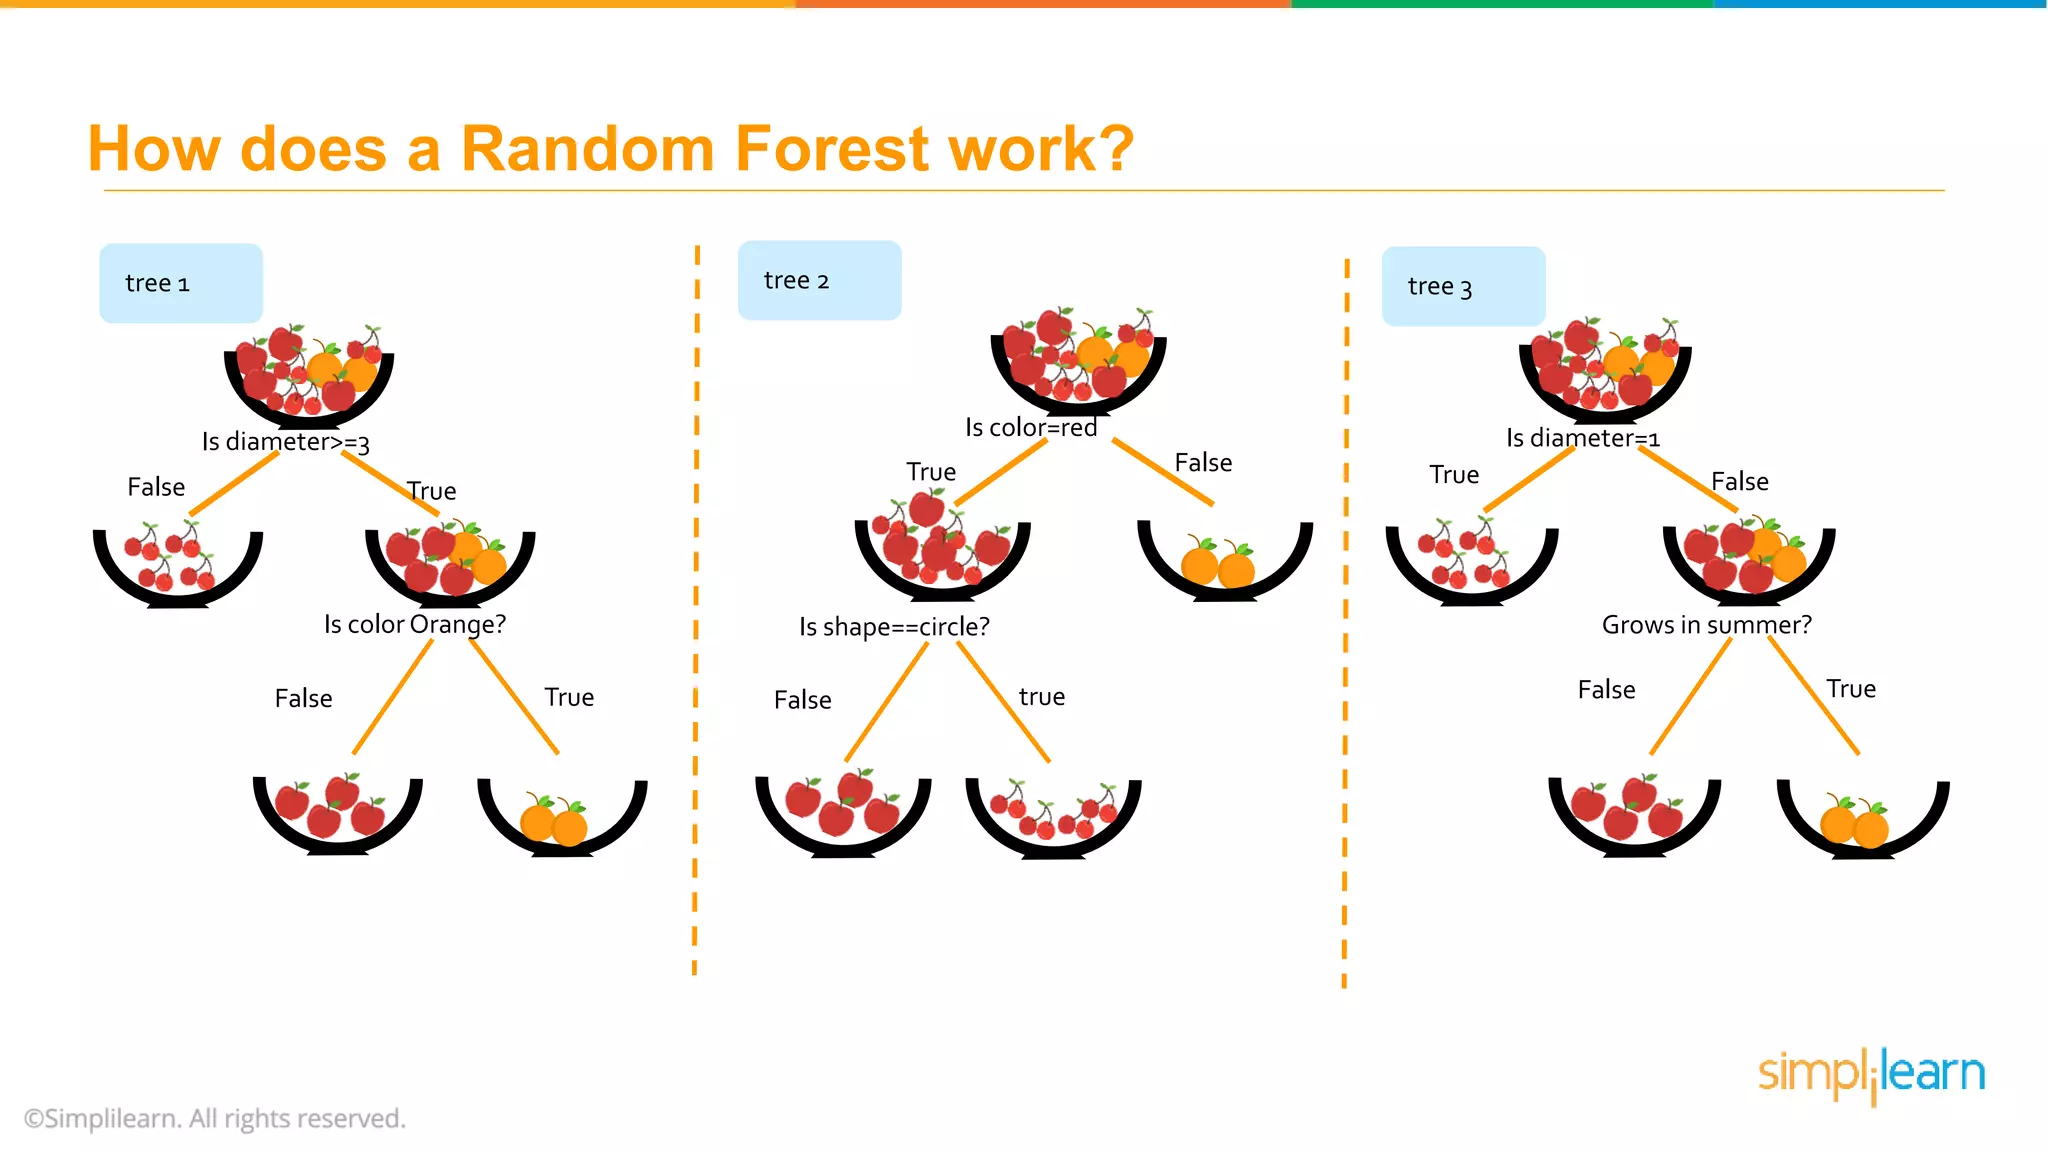 How does a Random Forest work?
tree 1
Is diameter>=3
False
True
Is color Orange?
False
True
tree 2
Is color=red
True
False
Is shape==circle?
False
true
tree 3
Is diameter=1
True
False
Grows in summer?
False
True
simplilearn
©Simplilearn. All rights reserved.